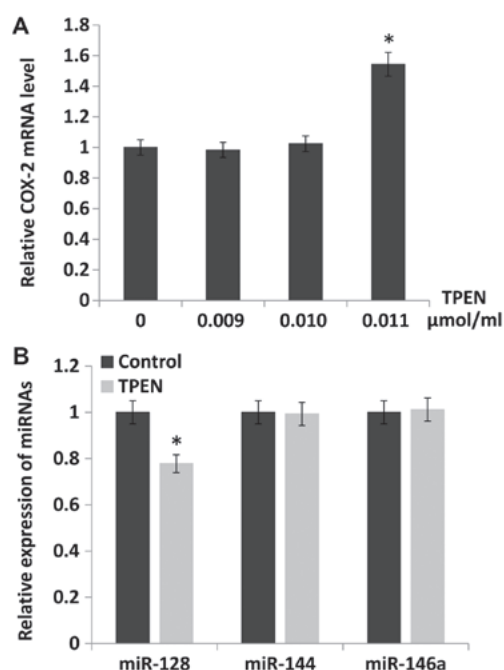 A
Relative COX-2 mRNA level
1.8
1.6
1.4
1.2
1
0.8
0.6
0.4
0.2
0
*
0 0.009 0.010 0.011
TPEN
µmol/ml
B
Relative expression of miRNAs
1.2
1
0.8
0.6
0.4
0.2
0
Control
TPEN
*
miR-128 miR-144 miR-146a